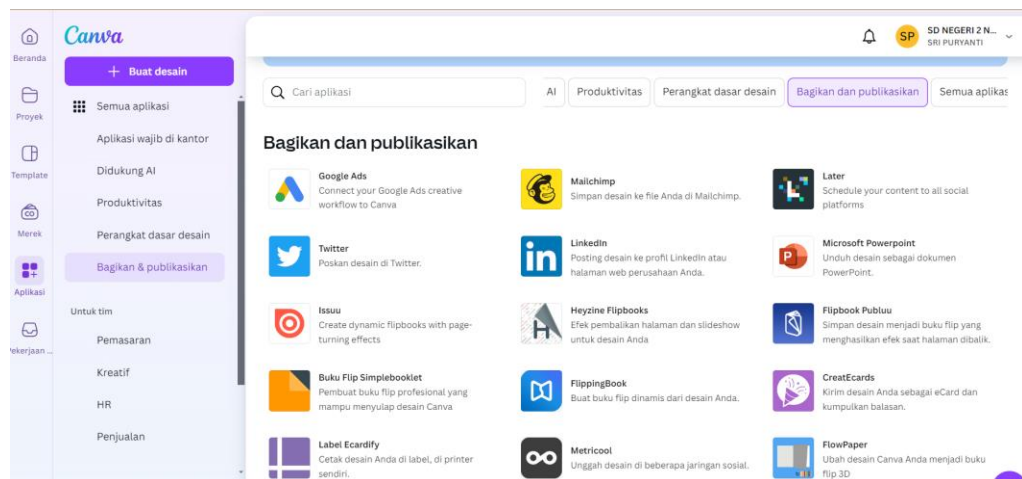 Canva
SD NEGERI 2 N...
SP
SRI PURYANTI
Beranda
Proyek
Template
Merek
Aplikasi
Pekerjaan ...
+ Buat desain
Semua aplikasi
Aplikasi wajib di kantor
Didukung AI
Produktivitas
Perangkat dasar desain
Bagikan & publikasikan
Untuk tim
Pemasaran
Kreatif
HR
Penjualan
Cari aplikasi
AI
Produktivitas
Perangkat dasar desain
Bagikan dan publikasikan
Semua aplikas
Bagikan dan publikasikan
Google Ads
Connect your Google Ads creative
workflow to Canva
Mailchimp
Simpan desain ke file Anda di Mailchimp.
Later
Schedule your content to all social
platforms
Twitter
Poskan desain di Twitter.
in
LinkedIn
Posting desain ke profil LinkedIn atau
halaman web perusahaan Anda.
P
Microsoft Powerpoint
Unduh desain sebagai dokumen
PowerPoint.
Issuu
Create dynamic flipbooks with page-
turning effects
H
Heyzine Flipbooks
Efek pembalikan halaman dan slideshow
untuk desain Anda
Flipbook Publuu
Simpan desain menjadi buku flip yang
menghasilkan efek saat halaman dibalik.
Buku Flip Simplebooklet
Pembuat buku flip profesional yang
mampu menyulap desain Canva
FlippingBook
Buat buku flip dinamis dari desain Anda.
CreatEcards
Kirim desain Anda sebagai eCard dan
kumpulkan balasan.
Label Ecardify
Cetak desain Anda di label, di printer
sendiri.
Metricool
Unggah desain di beberapa jaringan sosial.
FlowPaper
Ubah desain Canva Anda menjadi buku
flip 3D